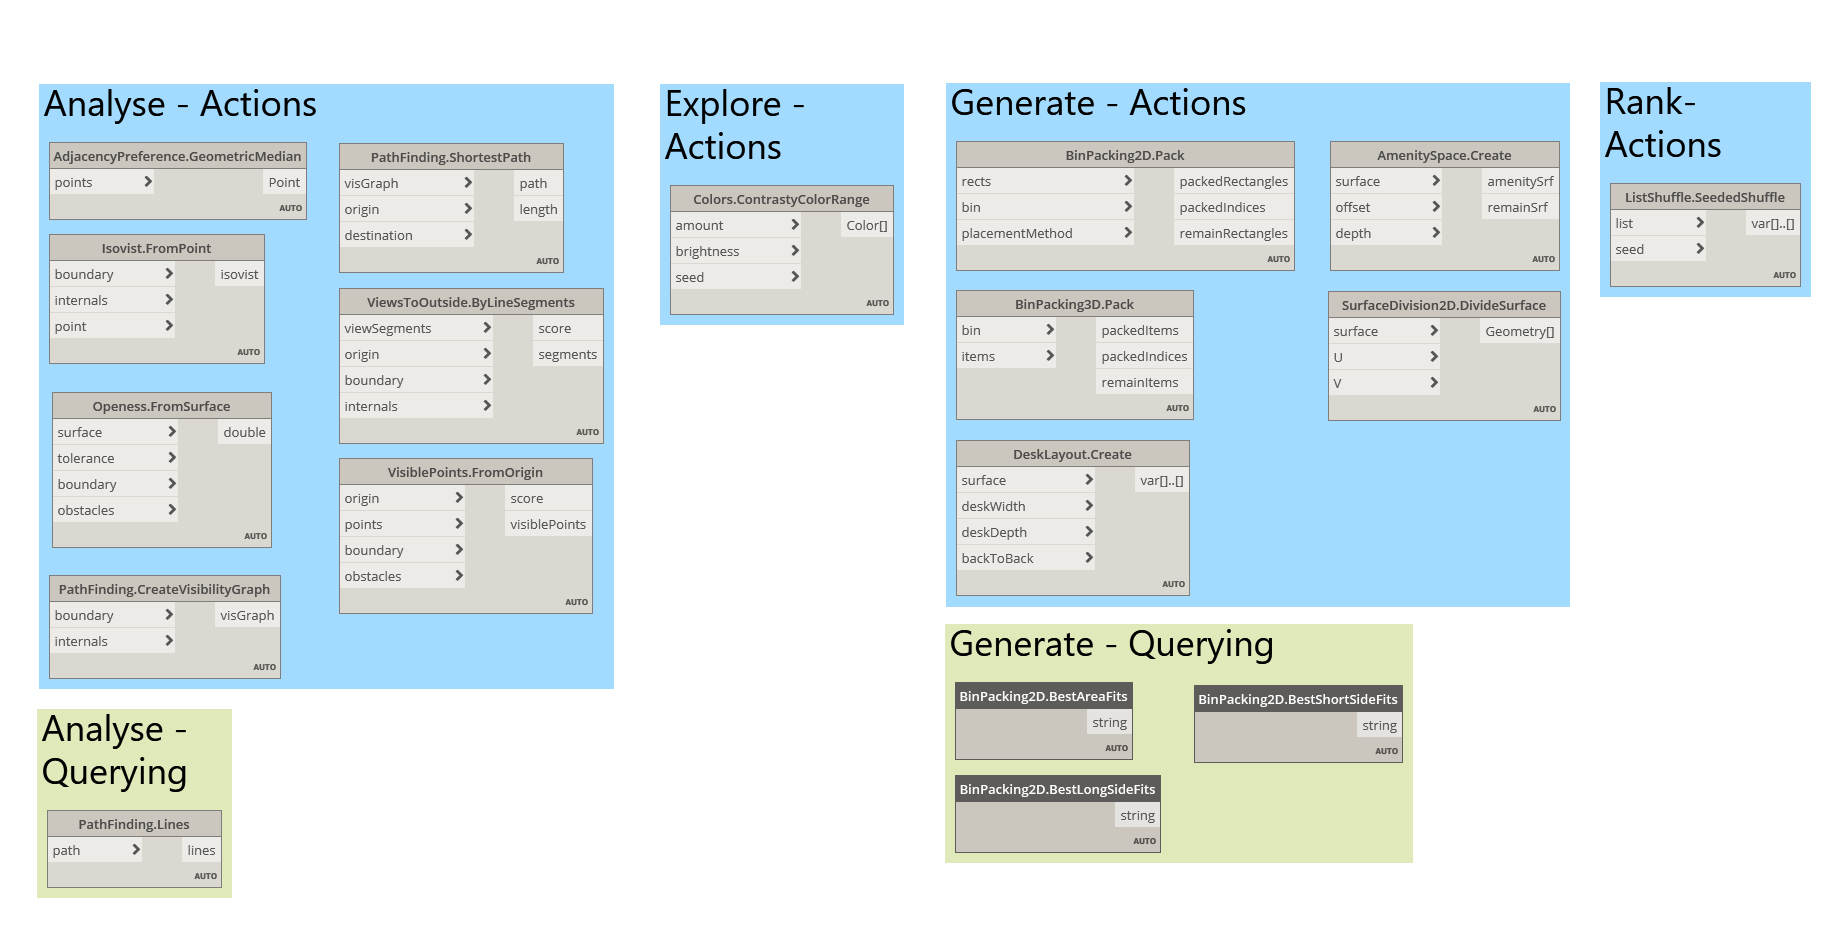 Analyse - Actions
AdjacencyPreference.GeometricMedian
points Point
AUTO
Isovist.FromPoint
boundary isovist
internals
point
AUTO
Openess.FromSurface
surface double
tolerance
boundary
obstacles
AUTO
PathFinding.CreateVisibilityGraph
boundary visGraph
internals
AUTO
PathFinding.ShortestPath
visGraph path
origin length
destination
AUTO
ViewsToOutside.ByLineSegments
viewSegments score
origin segments
boundary
internals
AUTO
VisiblePoints.FromOrigin
origin score
points visiblePoints
boundary
obstacles
AUTO
Analyse -
Querying
PathFinding.Lines
path lines
AUTO
Explore -
Actions
Colors.ContrastyColorRange
amount Color[]
brightness
seed
AUTO
Generate - Actions
BinPacking2D.Pack
rects packedRectangles
bin packedIndices
placementMethod remainRectangles
AUTO
BinPacking3D.Pack
bin packedItems
items packedIndices
remainItems
AUTO
DeskLayout.Create
surface var[]..[]
deskWidth
deskDepth
backToBack
AUTO
AmenitySpace.Create
surface amenitySrf
offset remainSrf
depth
AUTO
SurfaceDivision2D.DivideSurface
surface Geometry[]
U
V
AUTO
Generate - Querying
BinPacking2D.BestAreaFits
string
AUTO
BinPacking2D.BestShortSideFits
string
AUTO
BinPacking2D.BestLongSideFits
string
AUTO
Rank-
Actions
ListShuffle.SeededShuffle
list var[]..[]
seed
AUTO